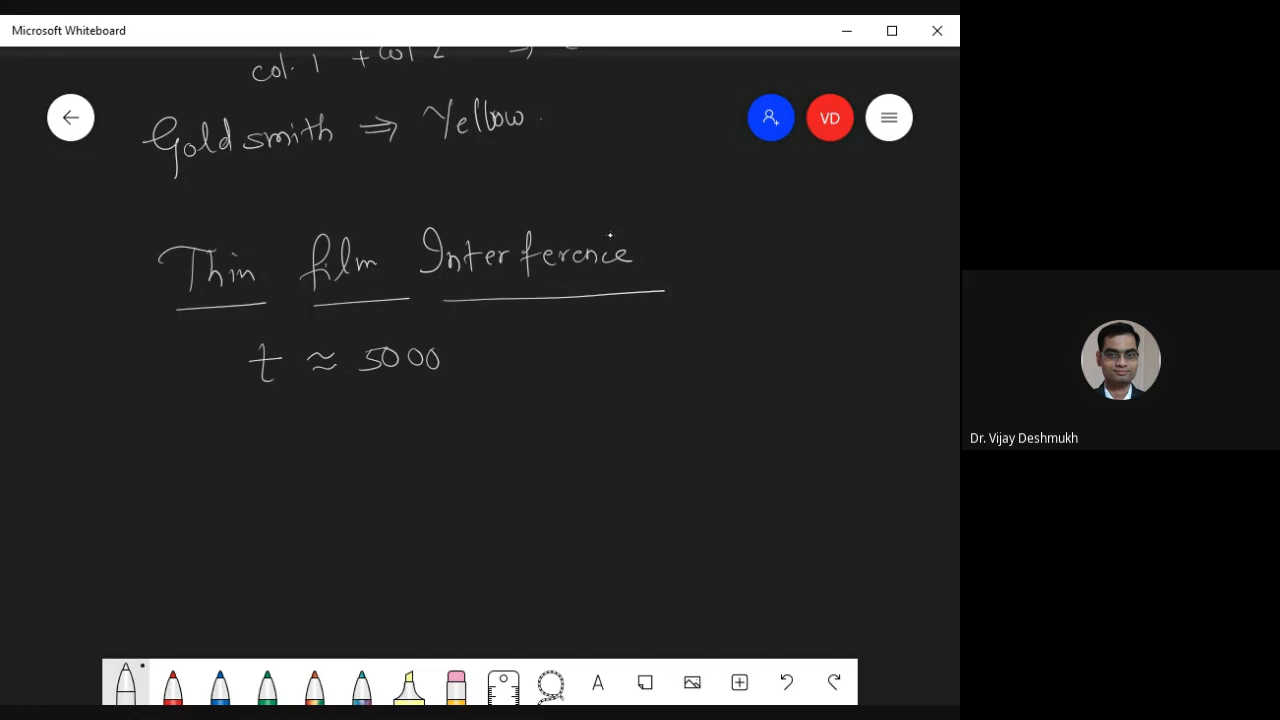 Microsoft Whiteboard
col. 1 + col 2 ⇒
Goldsmith ⇒ Yellow.
VD
Thin film Interference
t ≈ 5000
Dr. Vijay Deshmukh
A